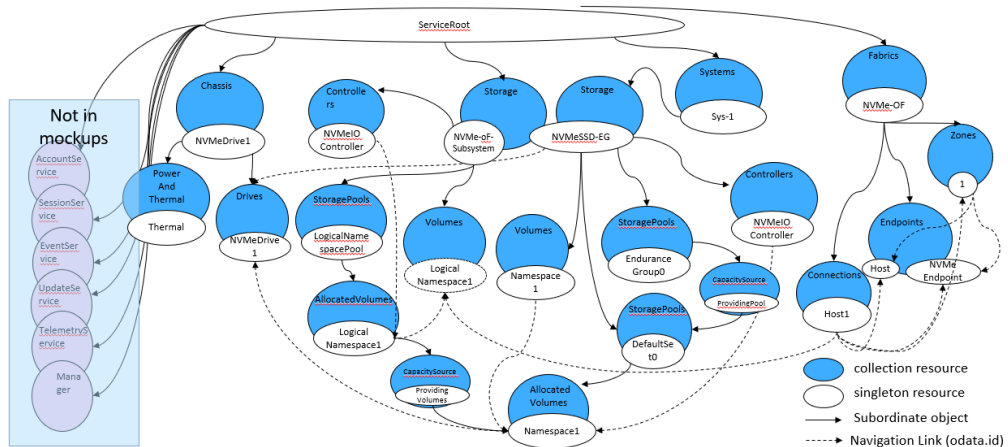 ServiceRoot
Not in
mockups
AccountSe
rvice
SessionSer
vice
EventSer
vice
UpdateSe
rvice
TelemetryS
ervice
Mana
ger
Chassis
NVMeDrive1
Power
And
Thermal
Thermal
Drives
NVMeDrive
1
Controlle
rs
NVMeIO
Controller
Storage
NVMe-oF-
Subsystem
StoragePools
LogicalName
spacePool
AllocatedVolumes
Logical
Namespace1
CapacitySource
Providing
Volumes
Volumes
Logical
Namespace1
Storage
NVMeSSD-EG
Volumes
Namespace
1
StoragePools
Endurance
Group0
CapacitySource
ProvidingPool
StoragePools
DefaultSe
t0
Allocated
Volumes
Namespace1
Systems
Sys-1
Controllers
NVMeIO
Controller
Fabrics
NVMe-OF
Zones
1
Endpoints
Host
NVMe
Endpoint
Connections
Host1
collection resource
singleton resource
Subordinate object
Navigation Link (odata.id)